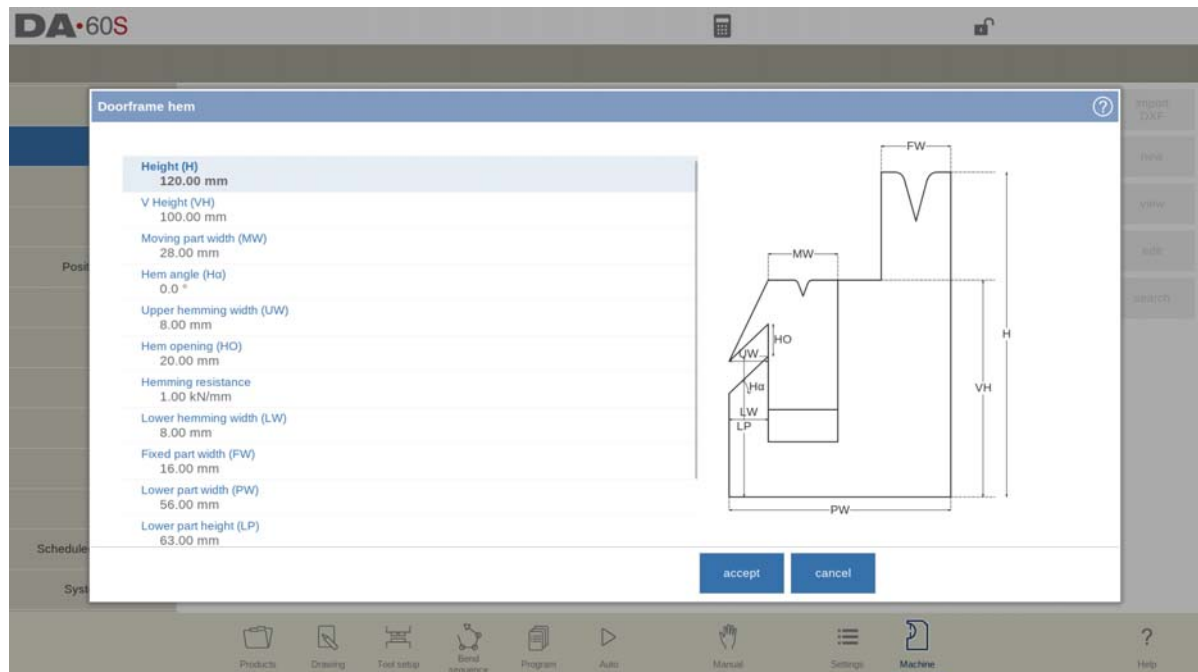 DA•60S
Doorframe hem
?
import
DXF
new
view
edit
search
Height (H)
120.00 mm
V Height (VH)
100.00 mm
Moving part width (MW)
28.00 mm
Hem angle (Hα)
0.0 °
Upper hemming width (UW)
8.00 mm
Hem opening (HO)
20.00 mm
Hemming resistance
1.00 kN/mm
Lower hemming width (LW)
8.00 mm
Fixed part width (FW)
16.00 mm
Lower part width (PW)
56.00 mm
Lower part height (LP)
63.00 mm
FW
MW
HO
UW
H
Hα
VH
LW
LP
PW
Posit
Schedule
Syst
accept
cancel
Products
Drawing
Tool setup
Bend
sequence
Program
Auto
Manual
Settings
Machine
?
Help